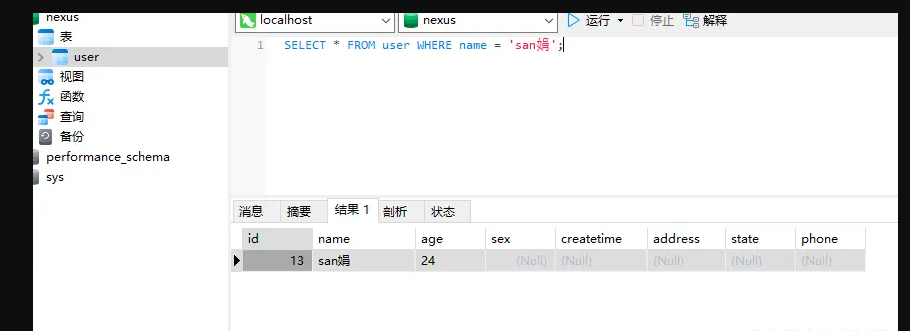 nexus
表
user
视图
函数
查询
备份
performance_schema
sys
localhost nexus 运行 停止 解释
1 SELECT * FROM user WHERE name = 'san娟';
消息 摘要 结果 1 剖析 状态
id name age sex createtime address state phone
13 san娟 24 (Null) (Null) (Null) (Null) (Null)